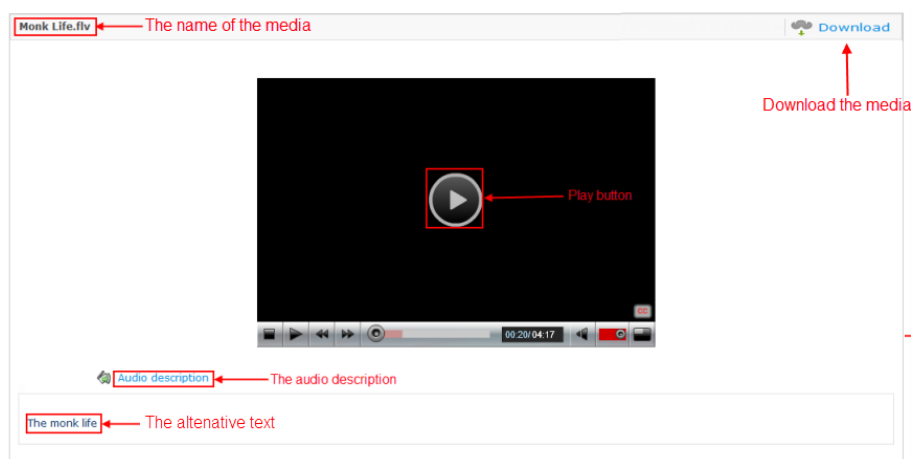 Monk Life.flv The name of the media Download
Download the media
Play button
CC
00:20/04:17
Audio description The audio description
The monk life The altenative text